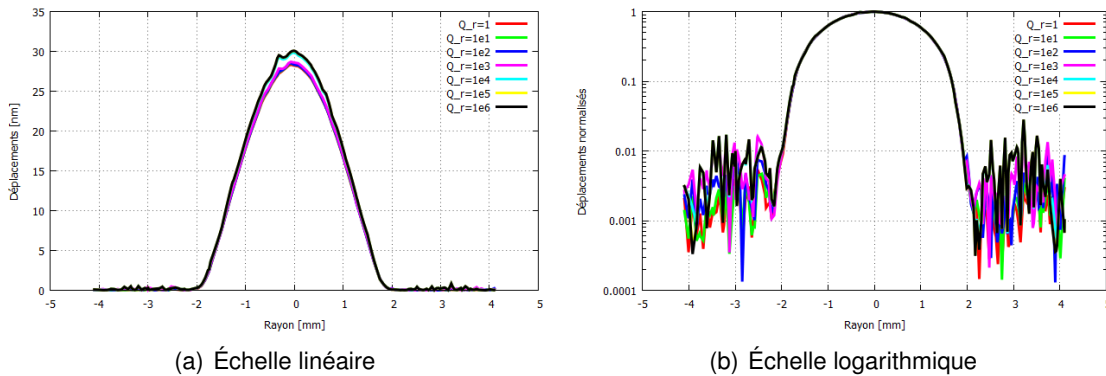 35
30
25
20
15
10
5
0
Déplacements [nm]
-5
-4
-3
-2
-1
0
1
2
3
4
5
Rayon [mm]
Q_r=1
Q_r=1e1
Q_r=1e2
Q_r=1e3
Q_r=1e4
Q_r=1e5
Q_r=1e6
(a) Échelle linéaire
1
0.1
0.01
0.001
0.0001
Déplacements normalisés
-5
-4
-3
-2
-1
0
1
2
3
4
5
Rayon [mm]
Q_r=1
Q_r=1e1
Q_r=1e2
Q_r=1e3
Q_r=1e4
Q_r=1e5
Q_r=1e6
(b) Échelle logarithmique